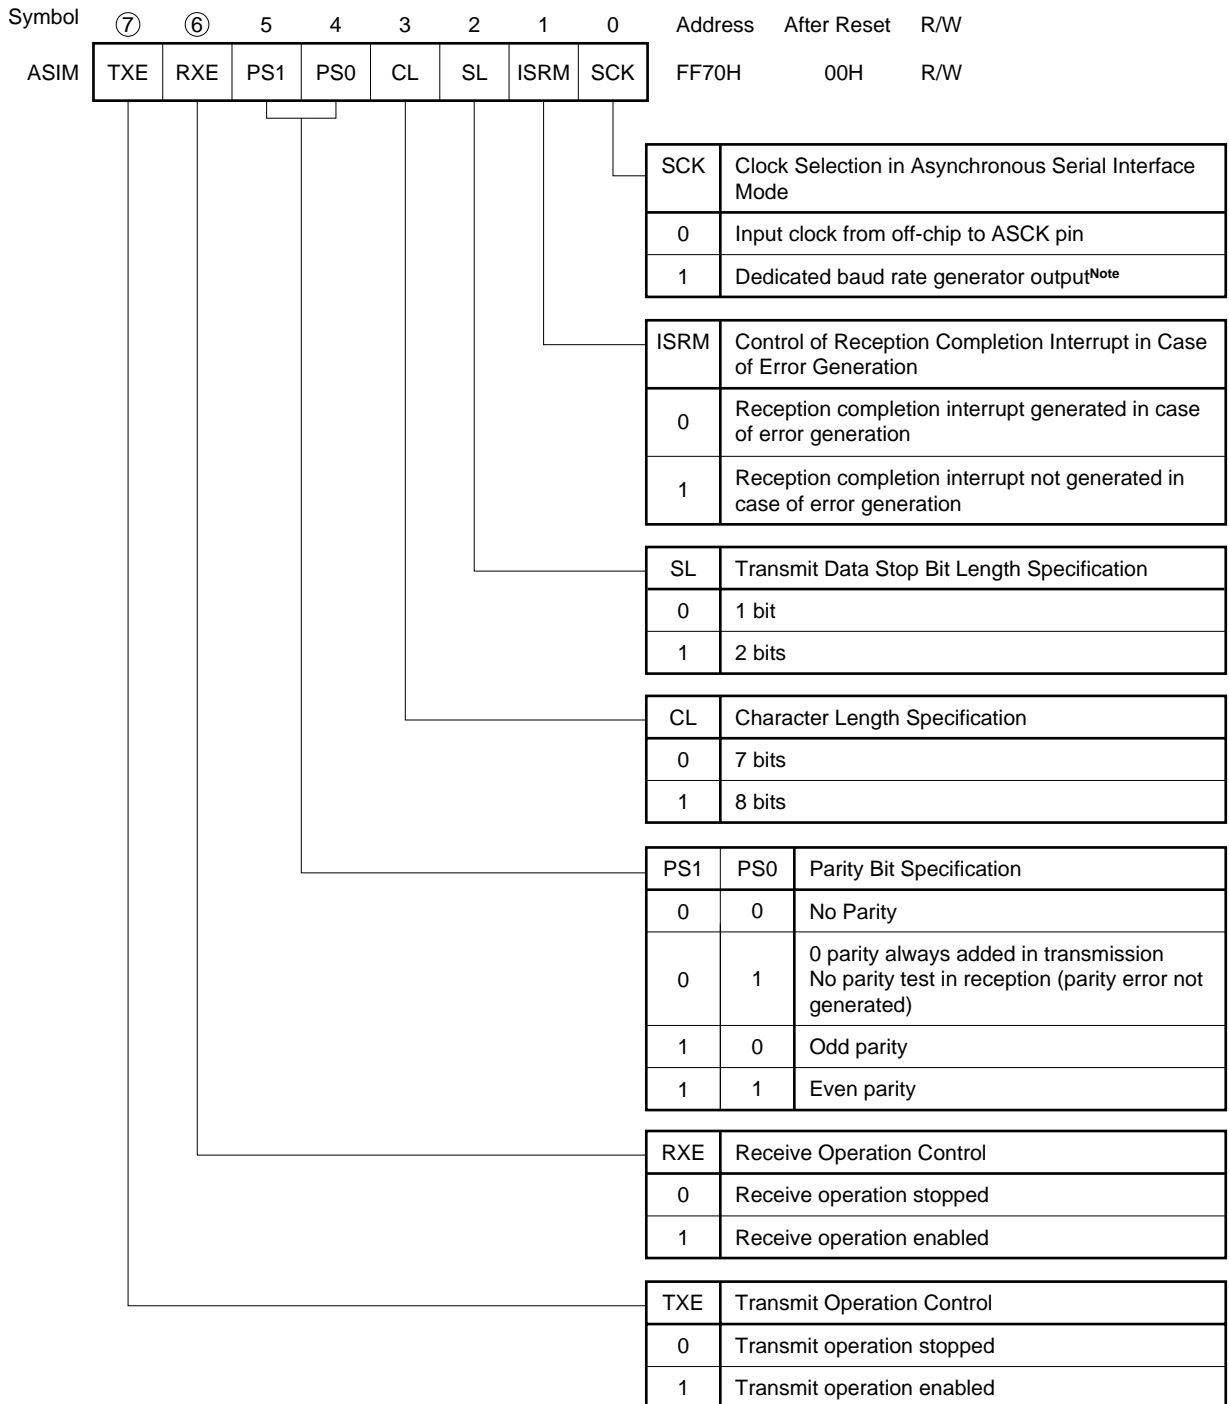 Symbol ⑦ ⑥ 5 4 3 2 1 0 Address After Reset R/W
ASIM TXE RXE PS1 PS0 CL SL ISRM SCK FF70H 00H R/W
SCK Clock Selection in Asynchronous Serial Interface
Mode
0 Input clock from off-chip to ASCK pin
1 Dedicated baud rate generator outputNote
ISRM Control of Reception Completion Interrupt in Case
of Error Generation
0 Reception completion interrupt generated in case
of error generation
1 Reception completion interrupt not generated in
case of error generation
SL Transmit Data Stop Bit Length Specification
0 1 bit
1 2 bits
CL Character Length Specification
0 7 bits
1 8 bits
PS1 PS0 Parity Bit Specification
0 0 No Parity
0 1 0 parity always added in transmission
No parity test in reception (parity error not
generated)
1 0 Odd parity
1 1 Even parity
RXE Receive Operation Control
0 Receive operation stopped
1 Receive operation enabled
TXE Transmit Operation Control
0 Transmit operation stopped
1 Transmit operation enabled